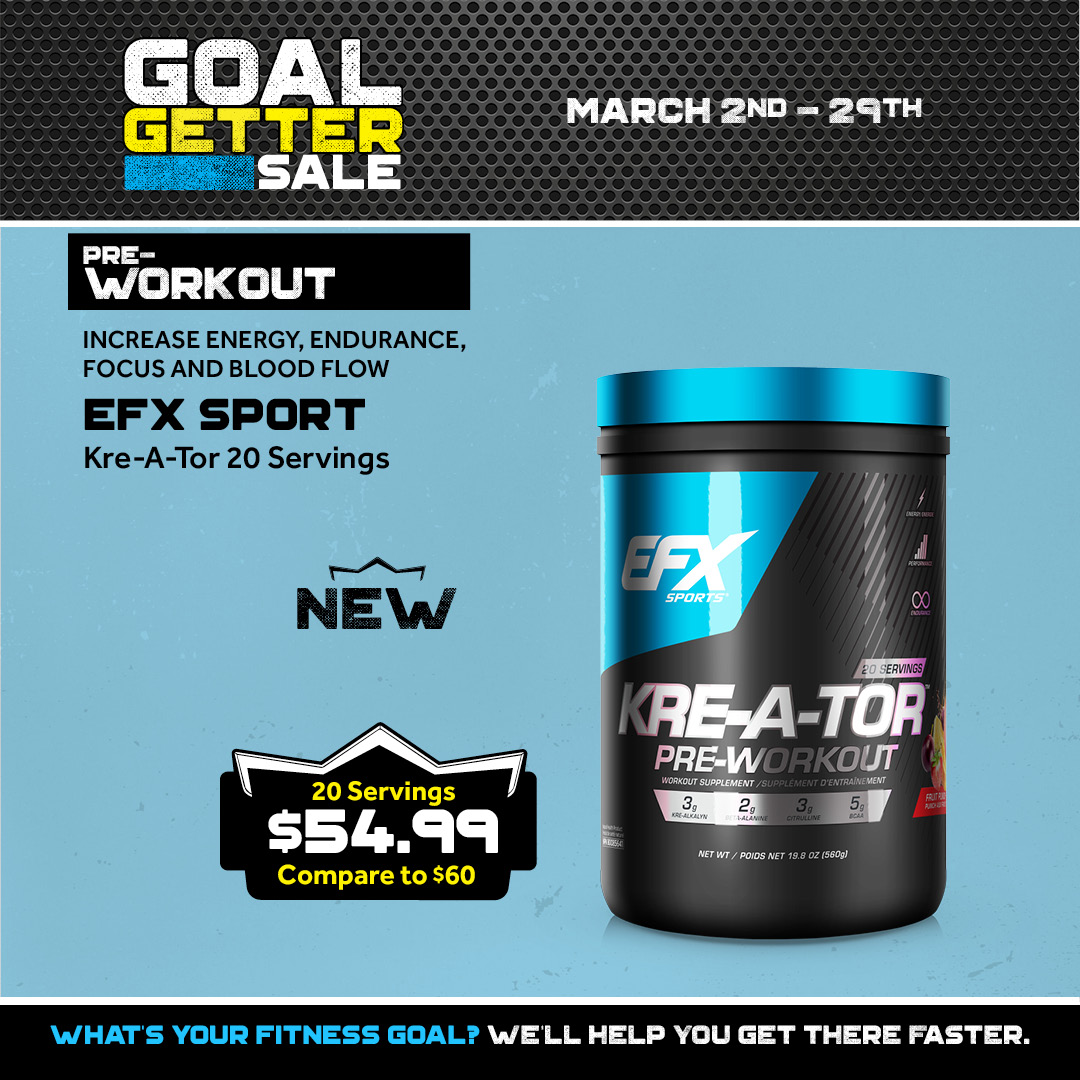 GOAL
GETTER
SALE
MARCH 2ND – 29TH
PRE-
WORKOUT
INCREASE ENERGY, ENDURANCE,
FOCUS AND BLOOD FLOW
EFX SPORT
Kre-A-Tor 20 Servings
NEW
20 Servings
$54.99
Compare to $60
EFX
SPORTS
PERFORMANCE
ENDURANCE
20 SERVINGS
KRE-A-TOR™
PRE-WORKOUT
WORKOUT SUPPLEMENT / SUPPLÉMENT D'ENTRAÎNEMENT
3g 2g 3g 5g
KRE-ALKALYN BETA-ALANINE CITRULLINE BCAA
NET WT / POIDS NET 19.8 OZ (560g)
WHAT'S YOUR FITNESS GOAL? WE'LL HELP YOU GET THERE FASTER.